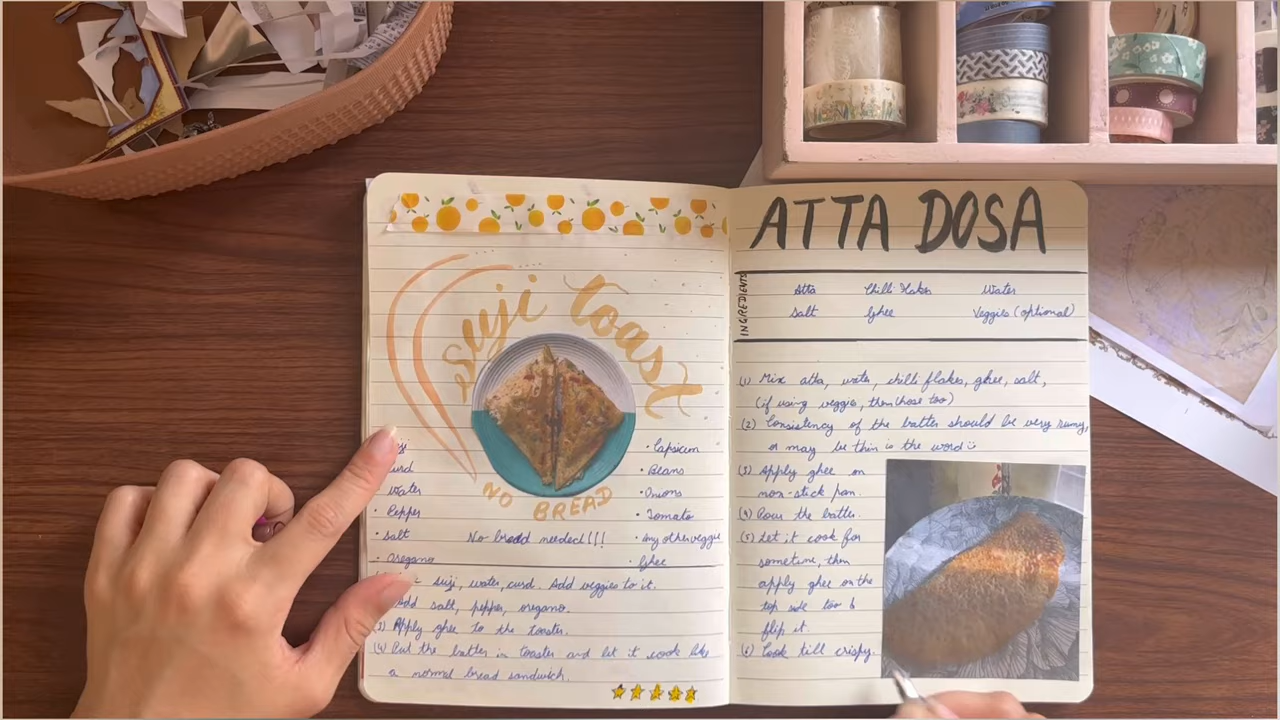 Suji toast
NO BREAD
Water
• Pepper
• Salt
• Oregano
No bread needed!!!
• Capsicum
• Beans
• Onions
• Tomato
• Any other veggie
• Ghee
suji, water, curd. Add veggies to it.
Add salt, pepper, oregano.
(3) Apply ghee to the toaster.
(4) Put the batter in toaster and let it cook like
a normal bread sandwich.
ATTA DOSA
INGREDIENTS
Atta Chilli flakes Water
Salt Ghee Veggies (optional)
(1) Mix atta, water, chilli flakes, ghee, salt,
(if using veggies, then those too)
(2) Consistency of the batter should be very runny,
or may be thin is the word
(3) Apply ghee on
non-stick pan.
(4) Pour the batter.
(5) Let it cook for
sometime, then
apply ghee on the
top side too &
flip it.
(6) Cook till crispy.